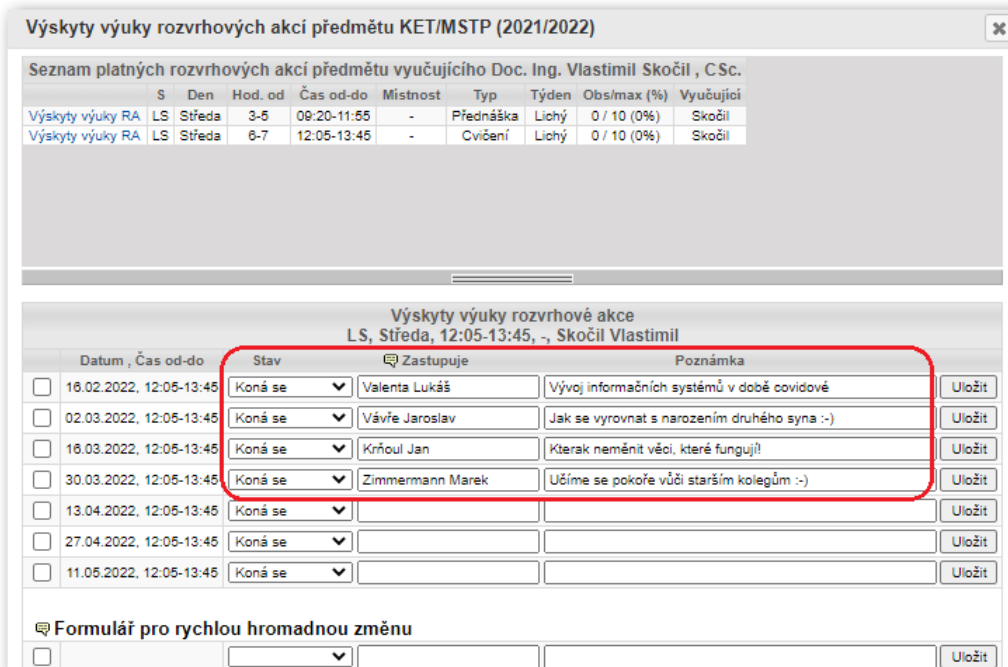 Výskyty výuky rozvrhových akcí předmětu KET/MSTP (2021/2022)
Seznam platných rozvrhových akcí předmětu vyučujícího Doc. Ing. Vlastimil Skočil , CSc.
S Den Hod. od Čas od-do Mistnost Typ Týden Obs/max (%) Vyučující
Výskyty výuky RA LS Středa 3-5 09:20-11:55 - Přednáška Lichý 0 / 10 (0%) Skočil
Výskyty výuky RA LS Středa 6-7 12:05-13:45 - Cvičení Lichý 0 / 10 (0%) Skočil
Výskyty výuky rozvrhové akce
LS, Středa, 12:05-13:45, -, Skočil Vlastimil
Datum , Čas od-do Stav Zastupuje Poznámka
16.02.2022, 12:05-13:45 Koná se Valenta Lukáš Vývoj informačních systémů v době covidové Uložit
02.03.2022, 12:05-13:45 Koná se Vávře Jaroslav Jak se vyrovnat s narozením druhého syna :-) Uložit
16.03.2022, 12:05-13:45 Koná se Krňoul Jan Kterak neměnit věci, které fungují! Uložit
30.03.2022, 12:05-13:45 Koná se Zimmermann Marek Učíme se pokoře vůči starším kolegům :-) Uložit
13.04.2022, 12:05-13:45 Koná se Uložit
27.04.2022, 12:05-13:45 Koná se Uložit
11.05.2022, 12:05-13:45 Koná se Uložit
Formulář pro rychlou hromadnou změnu
Uložit